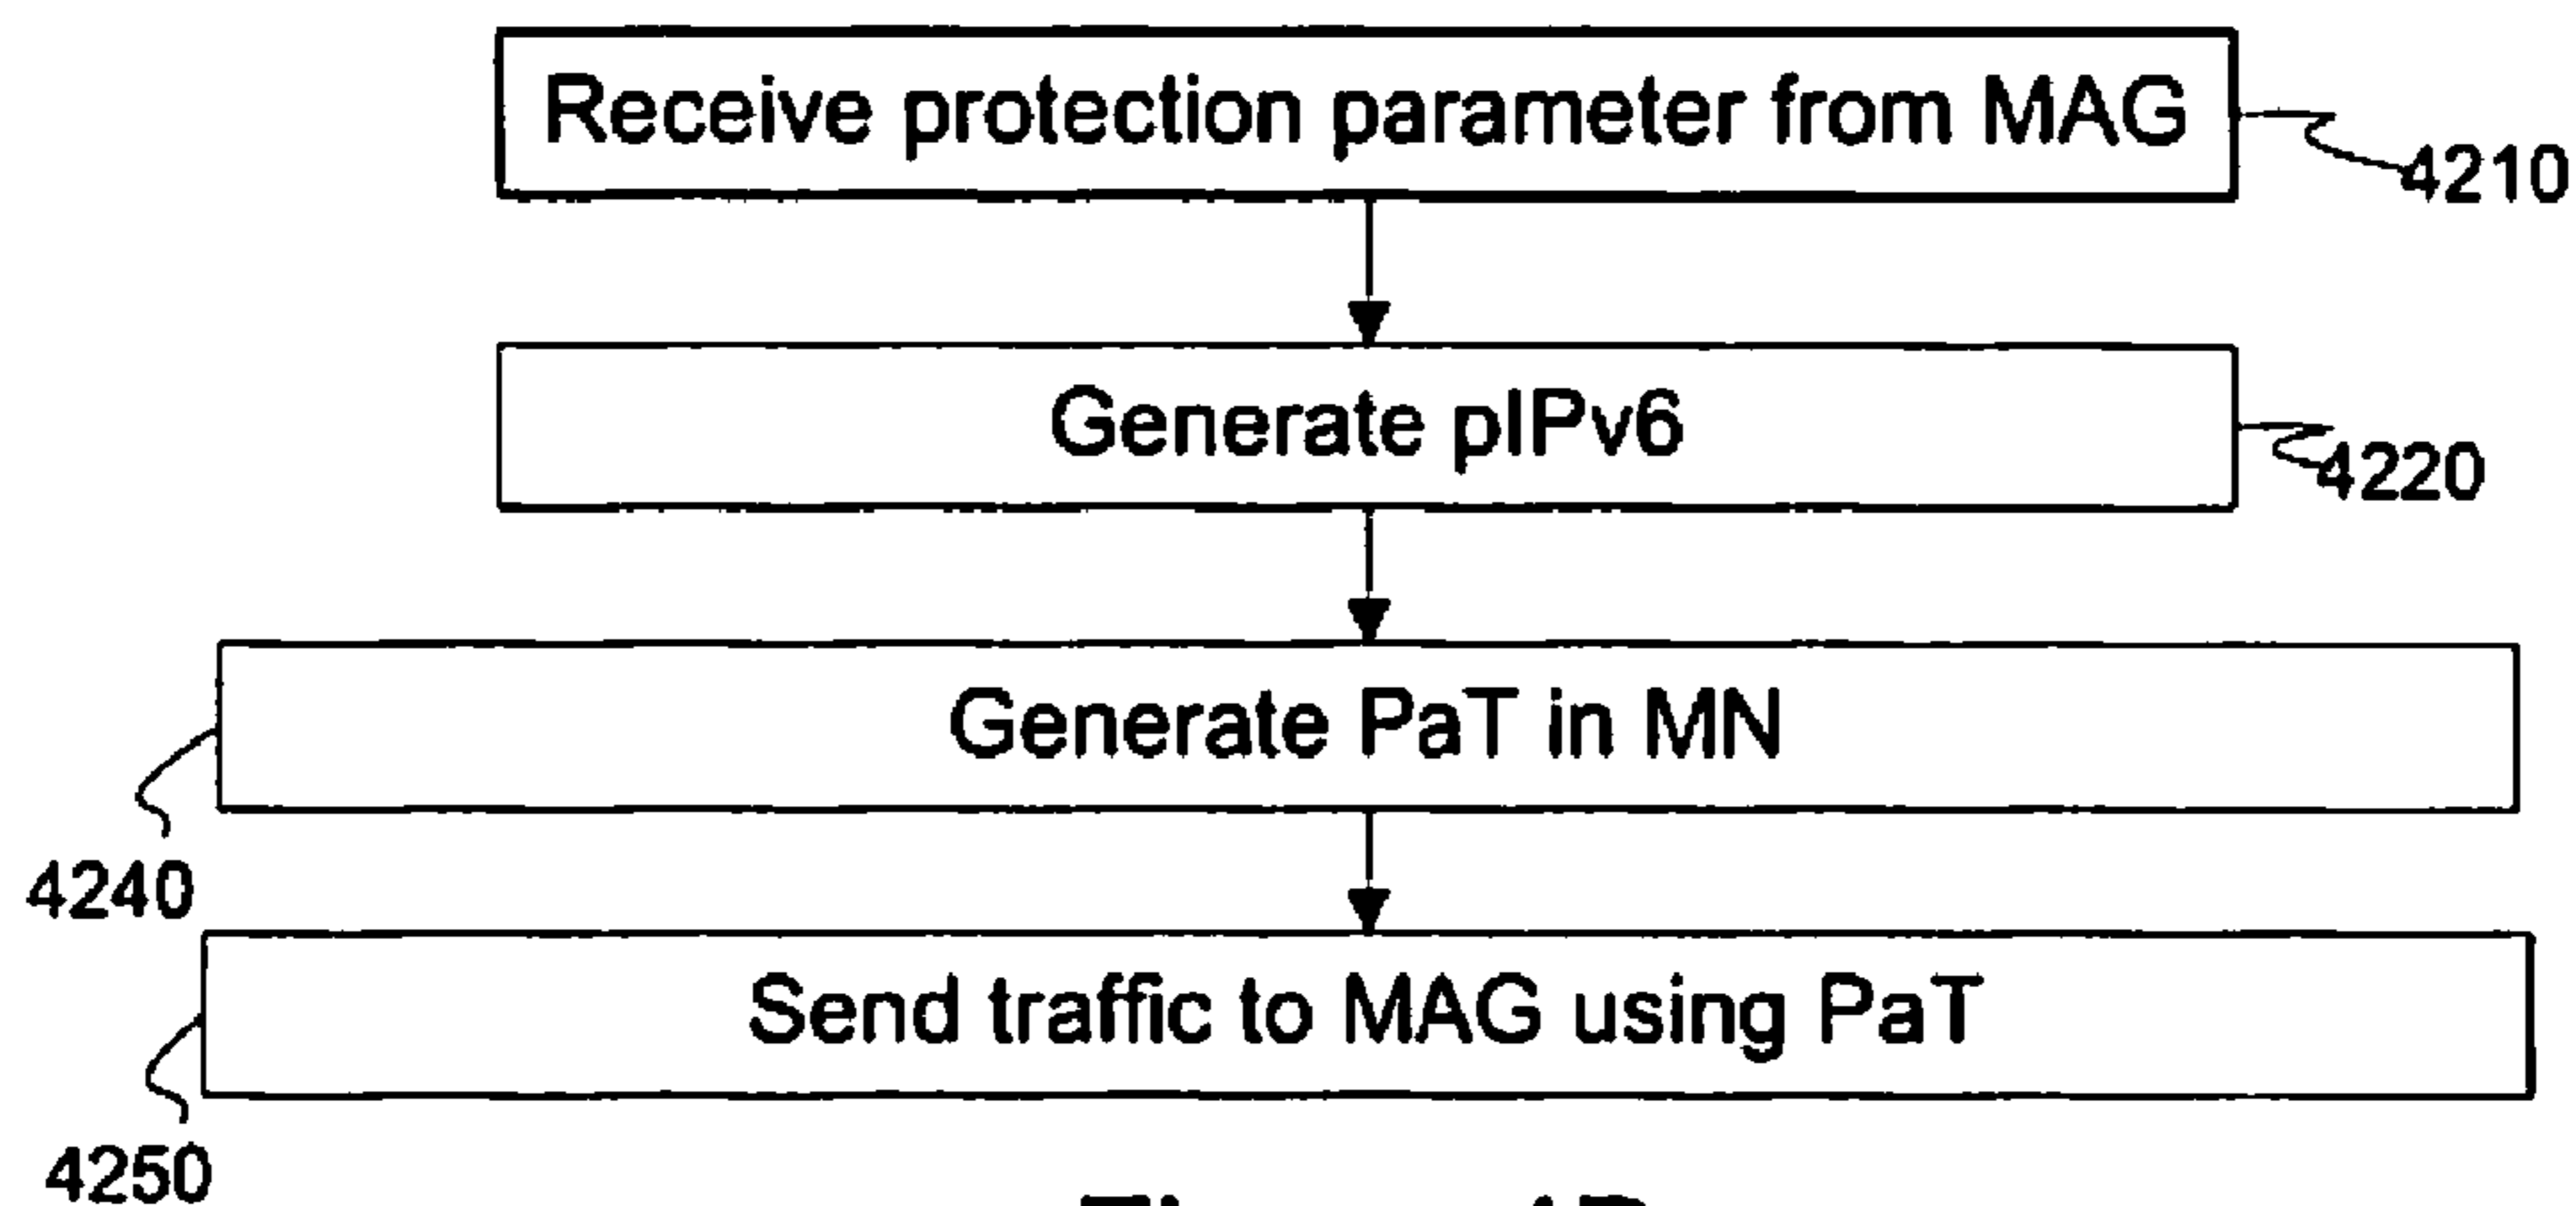 Receive protection parameter from MAG
4210
Generate pIPv6
4220
Generate PaT in MN
4240
Send traffic to MAG using PaT
4250